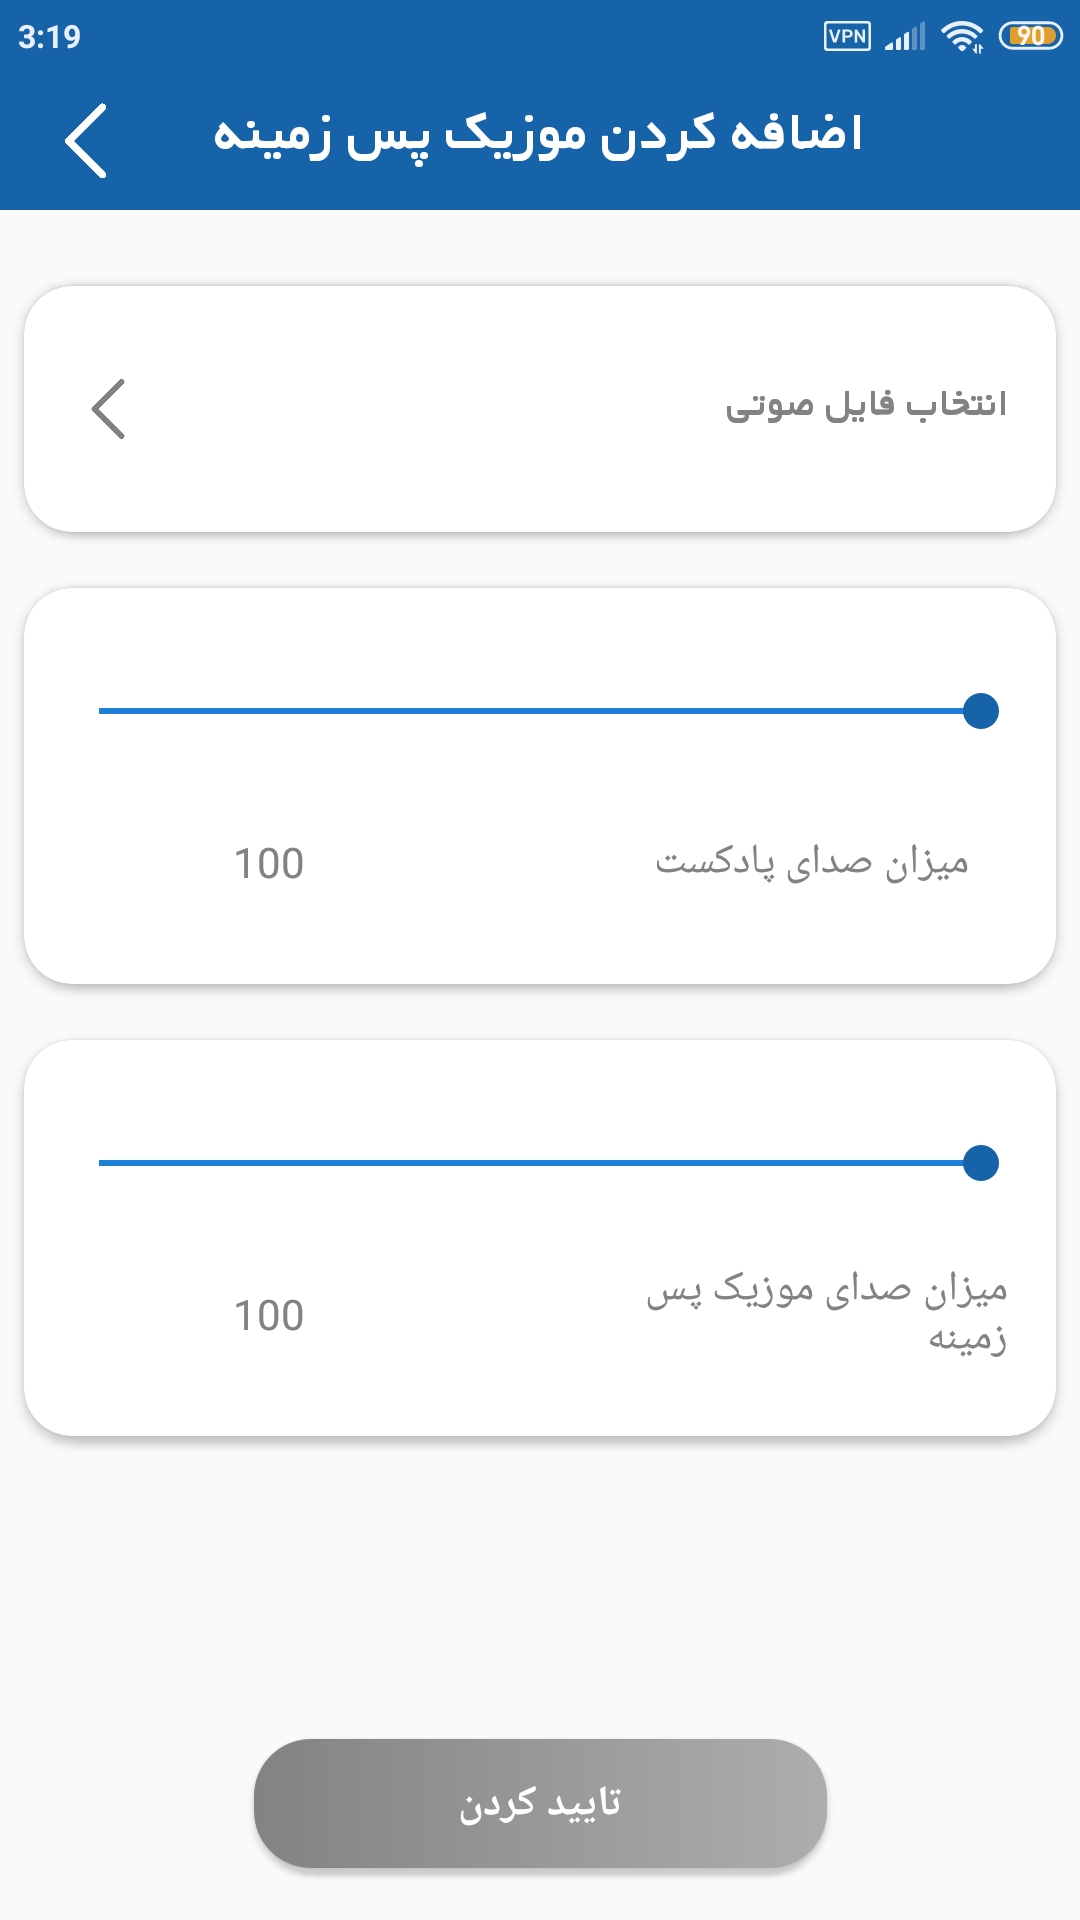 3:19
VPN
90
اضافه کردن موزیک پس زمینه
انتخاب فایل صوتی
میزان صدای پادکست
100
میزان صدای موزیک پس
زمینه
100
تایید کردن